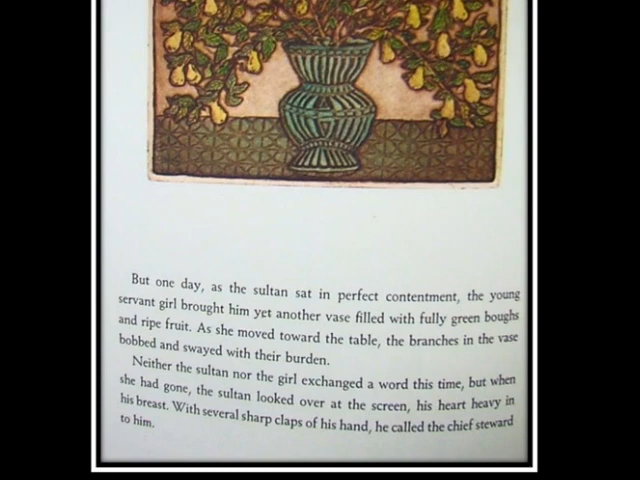 But one day, as the sultan sat in perfect contentment, the young
servant girl brought him yet another vase filled with fully green boughs
and ripe fruit. As she moved toward the table, the branches in the vase
bobbed and swayed with their burden.
Neither the sultan nor the girl exchanged a word this time, but when
she had gone, the sultan looked over at the screen, his heart heavy in
his breast. With several sharp claps of his hand, he called the chief steward
to him.